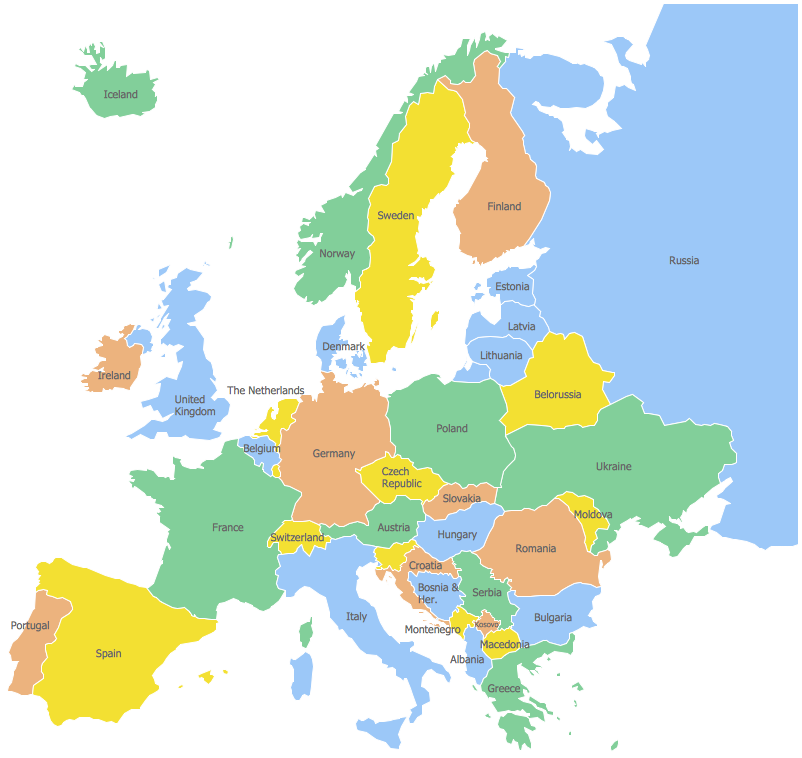 Iceland
Sweden
Finland
Norway
Russia
Estonia
Latvia
Denmark
Lithuania
Ireland
The Netherlands
United
Kingdom
Belorussia
Poland
Belgium
Germany
Ukraine
Czech
Republic
Slovakia
Moldova
France
Austria
Switzerland
Hungary
Romania
Croatia
Bosnia &
Her.
Serbia
Italy
Bulgaria
Portugal
Kosovo
Montenegro
Macedonia
Spain
Albania
Greece